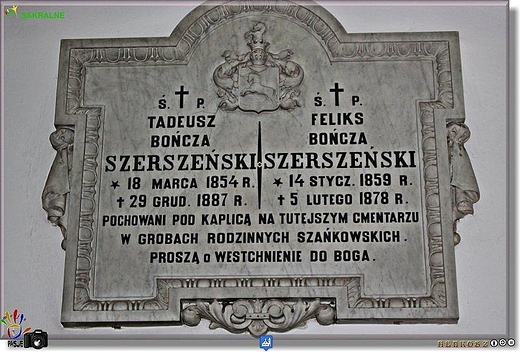 SAKRALNE
Ś. † P.
TADEUSZ
BOŃCZA
SZERSZEŃSKI
★ 18 MARCA 1854 R.
† 29 GRUD. 1887 R.
Ś. † P.
FELIKS
BOŃCZA
SZERSZEŃSKI
★ 14 STYCZ. 1859 R.
† 5 LUTEGO 1878 R.
POCHOWANI POD KAPLICĄ NA TUTEJSZYM CMENTARZU
W GROBACH RODZINNYCH SZAŃKOWSKICH.
PROSZĄ o WESTCHNIENIE DO BOGA.
PASJE